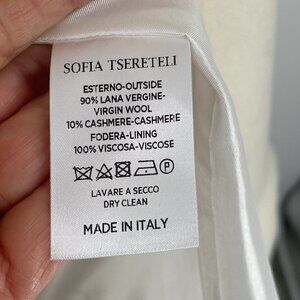 SOFIA TSERETELI
ESTERNO-OUTSIDE
90% LANA VERGINE-
VIRGIN WOOL
10% CASHMERE-CASHMERE
FODERA-LINING
100% VISCOSA-VISCOSE
P
LAVARE A SECCO
DRY CLEAN
MADE IN ITALY